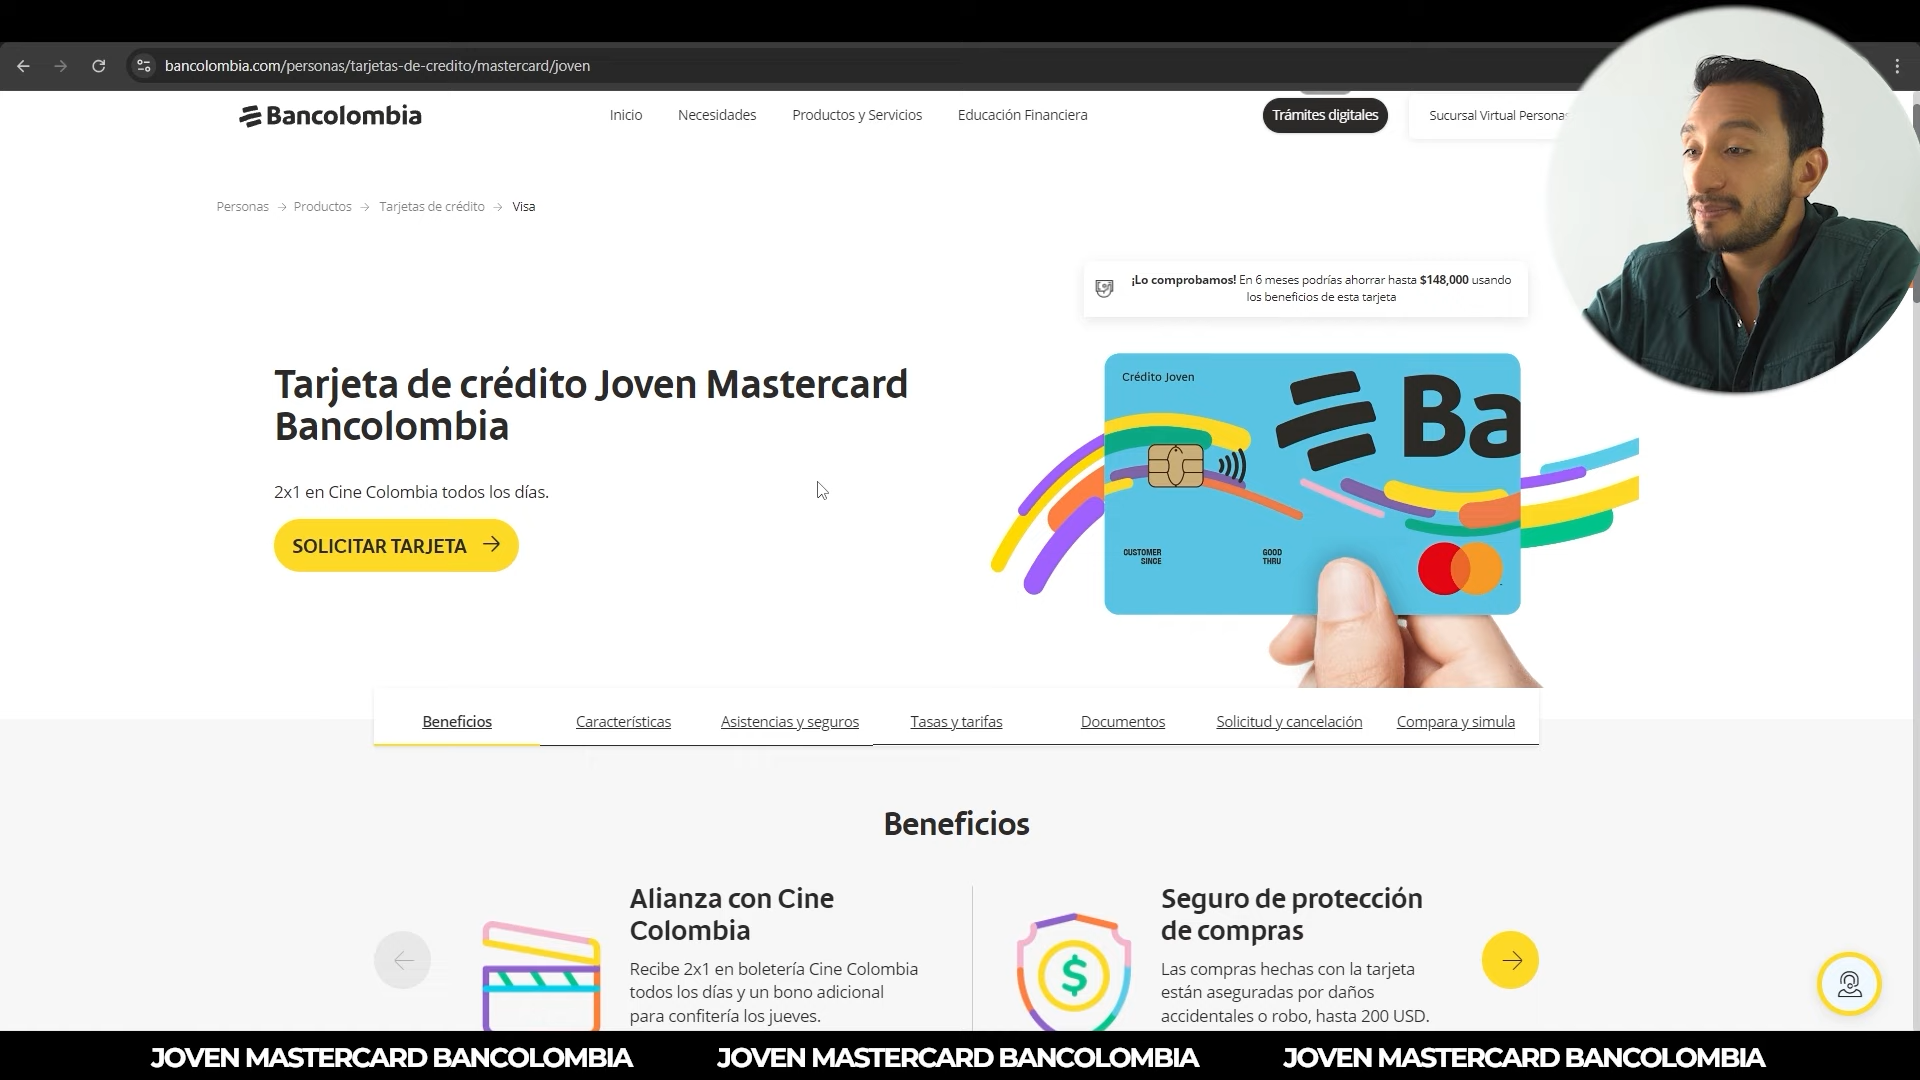 bancolombia.com/personas/tarjetas-de-credito/mastercard/joven
Bancolombia
Inicio
Necesidades
Productos y Servicios
Educación Financiera
Trámites digitales
Sucursal Virtual Personas
Personas → Productos → Tarjetas de crédito → Visa
¡Lo comprobamos! En 6 meses podrías ahorrar hasta $148,000 usando
los beneficios de esta tarjeta
Tarjeta de crédito Joven Mastercard
Bancolombia
2x1 en Cine Colombia todos los días.
SOLICITAR TARJETA →
Crédito Joven
Ba
CUSTOMER
SINCE
GOOD
THRU
Beneficios
Características
Asistencias y seguros
Tasas y tarifas
Documentos
Solicitud y cancelación
Compara y simula
Beneficios
Alianza con Cine
Colombia
Recibe 2x1 en boletería Cine Colombia
todos los días y un bono adicional
para confitería los jueves.
Seguro de protección
de compras
Las compras hechas con la tarjeta
están aseguradas por daños
accidentales o robo, hasta 200 USD.
JOVEN MASTERCARD BANCOLOMBIA JOVEN MASTERCARD BANCOLOMBIA JOVEN MASTERCARD BANCOLOMBIA